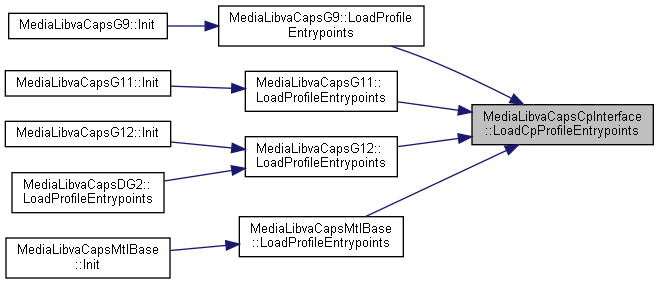 MediaLibvaCapsG9::Init
MediaLibvaCapsG9::LoadProfile
Entrypoints
MediaLibvaCapsG11::Init
MediaLibvaCapsG11::
LoadProfileEntrypoints
MediaLibvaCapsCpInterface
::LoadCpProfileEntrypoints
MediaLibvaCapsG12::Init
MediaLibvaCapsG12::
LoadProfileEntrypoints
MediaLibvaCapsDG2::
LoadProfileEntrypoints
MediaLibvaCapsMtlBase
::LoadProfileEntrypoints
MediaLibvaCapsMtlBase
::Init